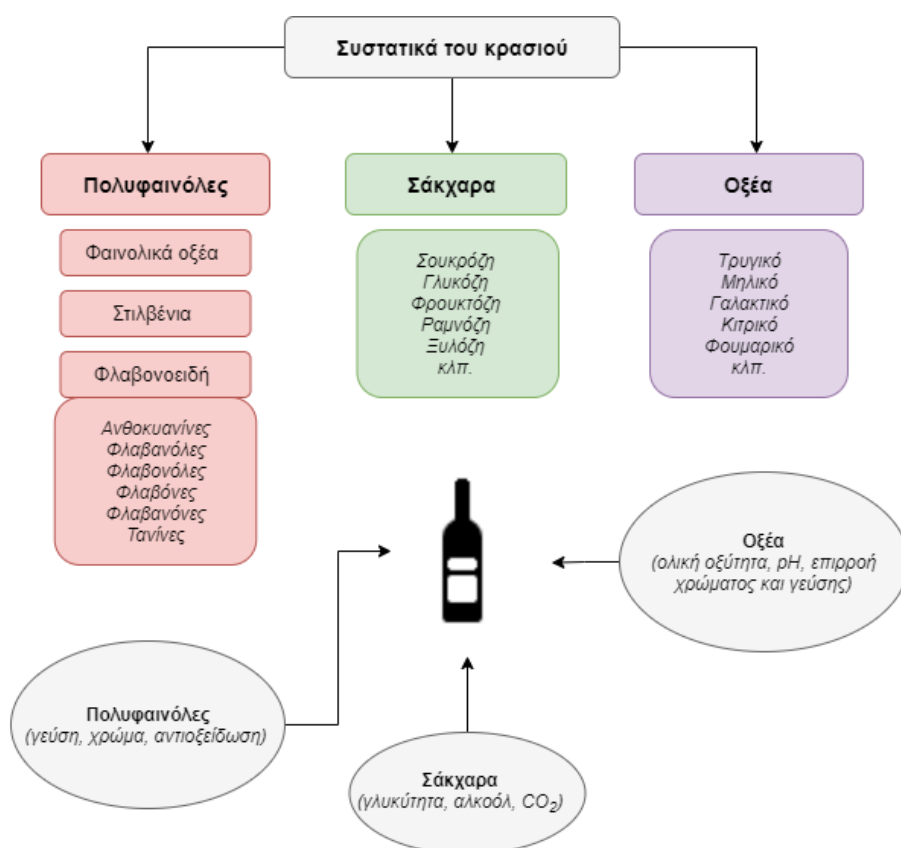 Συστατικά του κρασιού
Πολυφαινόλες
Φαινολικά οξέα
Στιλβένια
Φλαβονοειδή
Ανθοκυανίνες
Φλαβανόλες
Φλαβονόλες
Φλαβόνες
Φλαβανόνες
Τανίνες
Σάκχαρα
Σουκρόζη
Γλυκόζη
Φρουκτόζη
Ραμνόζη
Ξυλόζη
κλπ.
Οξέα
Τρυγικό
Μηλικό
Γαλακτικό
Κιτρικό
Φουμαρικό
κλπ.
Οξέα
(ολική οξύτητα, pH, επιρροή
χρώματος και γεύσης)
Πολυφαινόλες
(γεύση, χρώμα, αντιοξείδωση)
Σάκχαρα
(γλυκύτητα, αλκοόλ, CO₂)